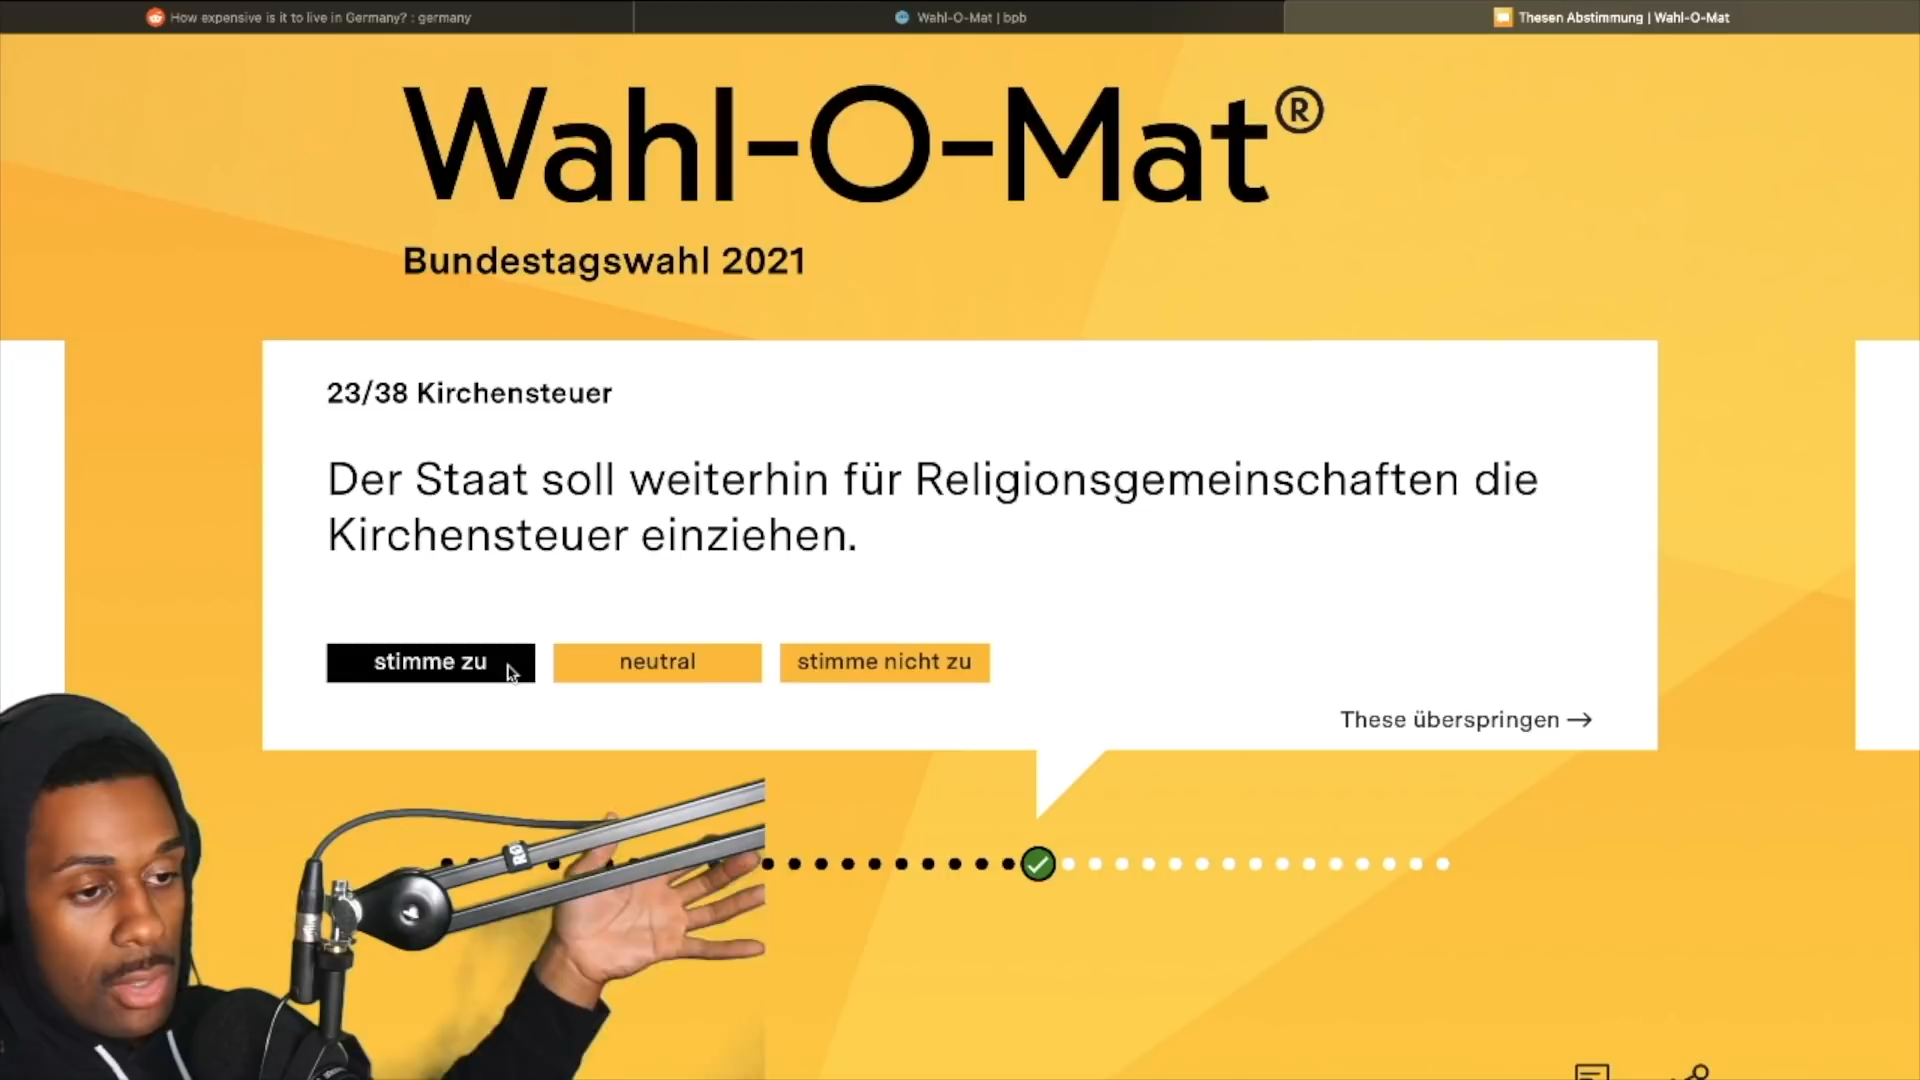 How expensive is it to live in Germany? : germany
Wahl-O-Mat | bpb
Thesen Abstimmung | Wahl-O-Mat
Wahl-O-Mat®
Bundestagswahl 2021
23/38 Kirchensteuer
Der Staat soll weiterhin für Religionsgemeinschaften die
Kirchensteuer einziehen.
stimme zu
neutral
stimme nicht zu
These überspringen →